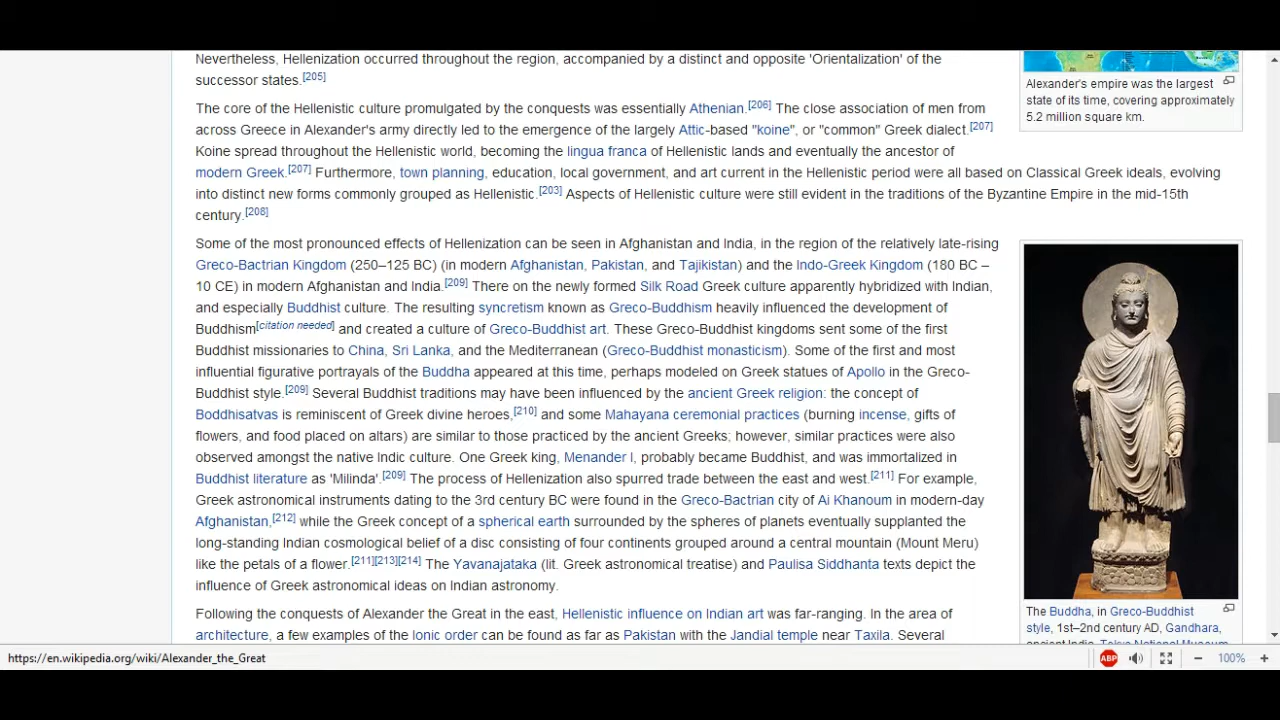 Nevertheless, Hellenization occurred throughout the region, accompanied by a distinct and opposite 'Orientalization' of the
successor states.[205]
The core of the Hellenistic culture promulgated by the conquests was essentially Athenian.[206] The close association of men from
across Greece in Alexander's army directly led to the emergence of the largely Attic-based "koine", or "common" Greek dialect.[207]
Koine spread throughout the Hellenistic world, becoming the lingua franca of Hellenistic lands and eventually the ancestor of
modern Greek.[207] Furthermore, town planning, education, local government, and art current in the Hellenistic period were all based on Classical Greek ideals, evolving
into distinct new forms commonly grouped as Hellenistic.[203] Aspects of Hellenistic culture were still evident in the traditions of the Byzantine Empire in the mid-15th
century.[208]
Some of the most pronounced effects of Hellenization can be seen in Afghanistan and India, in the region of the relatively late-rising
Greco-Bactrian Kingdom (250–125 BC) (in modern Afghanistan, Pakistan, and Tajikistan) and the Indo-Greek Kingdom (180 BC –
10 CE) in modern Afghanistan and India.[209] There on the newly formed Silk Road Greek culture apparently hybridized with Indian,
and especially Buddhist culture. The resulting syncretism known as Greco-Buddhism heavily influenced the development of
Buddhism[citation needed] and created a culture of Greco-Buddhist art. These Greco-Buddhist kingdoms sent some of the first
Buddhist missionaries to China, Sri Lanka, and the Mediterranean (Greco-Buddhist monasticism). Some of the first and most
influential figurative portrayals of the Buddha appeared at this time, perhaps modeled on Greek statues of Apollo in the Greco-
Buddhist style.[209] Several Buddhist traditions may have been influenced by the ancient Greek religion: the concept of
Boddhisatvas is reminiscent of Greek divine heroes,[210] and some Mahayana ceremonial practices (burning incense, gifts of
flowers, and food placed on altars) are similar to those practiced by the ancient Greeks; however, similar practices were also
observed amongst the native Indic culture. One Greek king, Menander I, probably became Buddhist, and was immortalized in
Buddhist literature as 'Milinda'.[209] The process of Hellenization also spurred trade between the east and west.[211] For example,
Greek astronomical instruments dating to the 3rd century BC were found in the Greco-Bactrian city of Ai Khanoum in modern-day
Afghanistan,[212] while the Greek concept of a spherical earth surrounded by the spheres of planets eventually supplanted the
long-standing Indian cosmological belief of a disc consisting of four continents grouped around a central mountain (Mount Meru)
like the petals of a flower.[211][213][214] The Yavanajataka (lit. Greek astronomical treatise) and Paulisa Siddhanta texts depict the
influence of Greek astronomical ideas on Indian astronomy.
Following the conquests of Alexander the Great in the east, Hellenistic influence on Indian art was far-ranging. In the area of
architecture, a few examples of the Ionic order can be found as far as Pakistan with the Jandial temple near Taxila. Several
Alexander's empire was the largest
state of its time, covering approximately
5.2 million square km.
The Buddha, in Greco-Buddhist
style, 1st–2nd century AD, Gandhara,
ancient India. Tokyo National Museum
https://en.wikipedia.org/wiki/Alexander_the_Great
ABP
100%